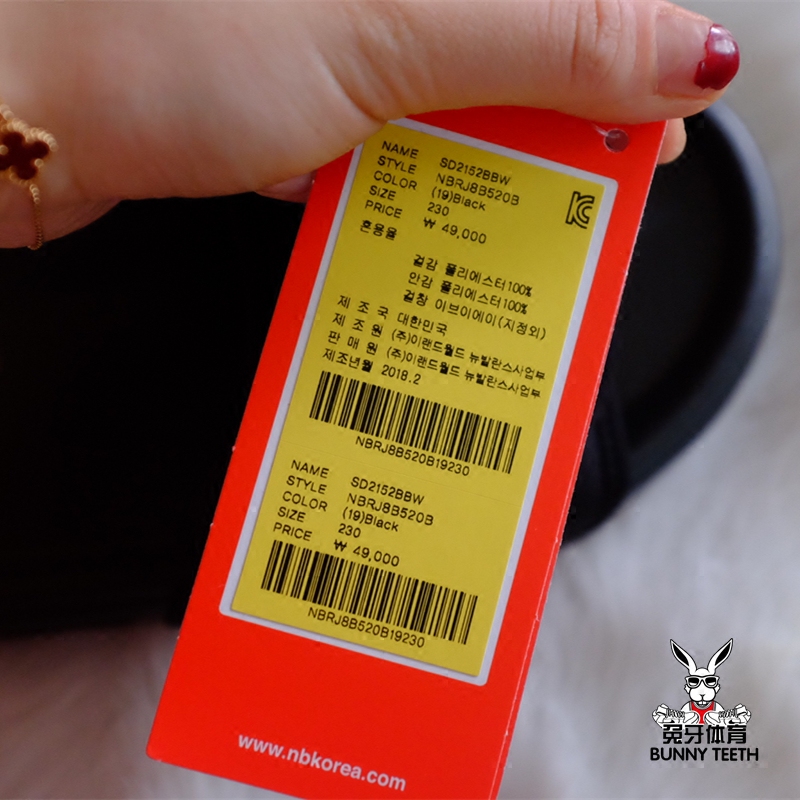 NAME SD2152BBW
STYLE NBRJ8B520B
COLOR (19)Black
SIZE 230
PRICE ₩ 49,000
혼용율
겉감 폴리에스터100%
안감 폴리에스터100%
겉창 이브이에이(지정외)
제 조 국 대한민국
제 조 원 (주)이랜드월드 뉴발란스사업부
판 매 원 (주)이랜드월드 뉴발란스사업부
제조년월 2018.2
NBRJ8B520B19230
NAME SD2152BBW
STYLE NBRJ8B520B
COLOR (19)Black
SIZE 230
PRICE ₩ 49,000
NBRJ8B520B19230
www.nbkorea.com
兔牙体育
BUNNY TEETH